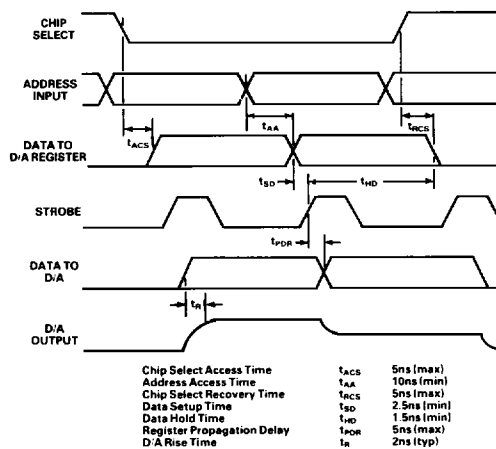 CHIP
SELECT
ADDRESS
INPUT
tACS
tAA
tRCS
DATA TO
D/A REGISTER
tSD
tHD
STROBE
tPDR
DATA TO
D/A
tR
D/A
OUTPUT
Chip Select Access Time tACS 5ns (max)
Address Access Time tAA 10ns (min)
Chip Select Recovery Time tRCS 5ns (max)
Data Setup Time tSD 2.5ns (min)
Data Hold Time tHD 1.5ns (min)
Register Propagation Delay tPDR 5ns (max)
D/A Rise Time tR 2ns (typ)